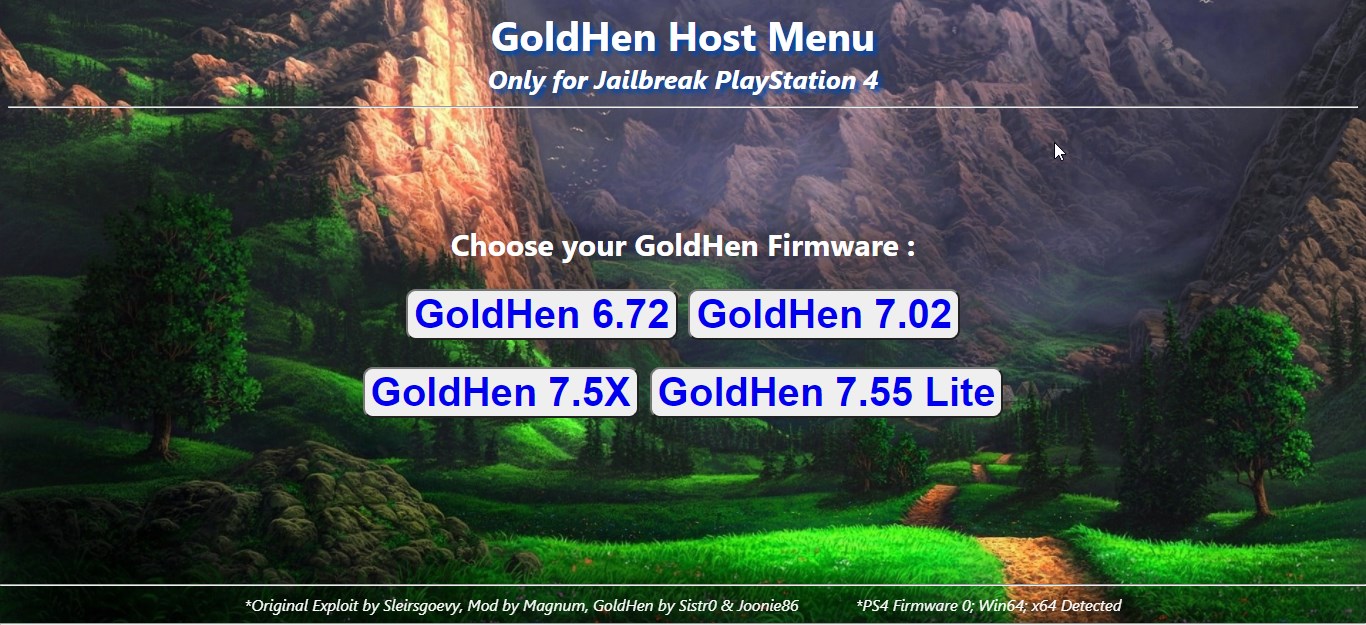 GoldHen Host Menu
Only for Jailbreak PlayStation 4
Choose your GoldHen Firmware :
GoldHen 6.72 GoldHen 7.02
GoldHen 7.5X GoldHen 7.55 Lite
*Original Exploit by Sleirsgoevy, Mod by Magnum, GoldHen by Sistr0 & Joonie86 *PS4 Firmware 0; Win64; x64 Detected